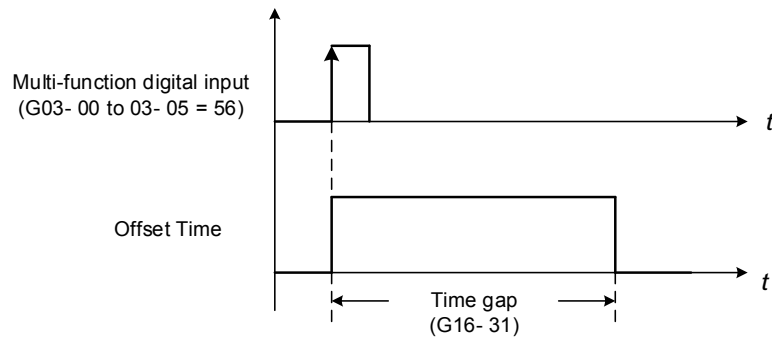 Multi-function digital input
(G03- 00 to 03- 05 = 56)
t
Offset Time
t
Time gap
(G16- 31)